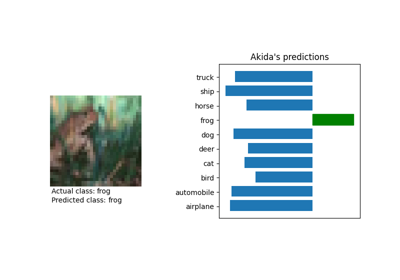 Akida's predictions
truck
ship
horse
frog
dog
deer
cat
bird
automobile
airplane
Actual class: frog
Predicted class: frog